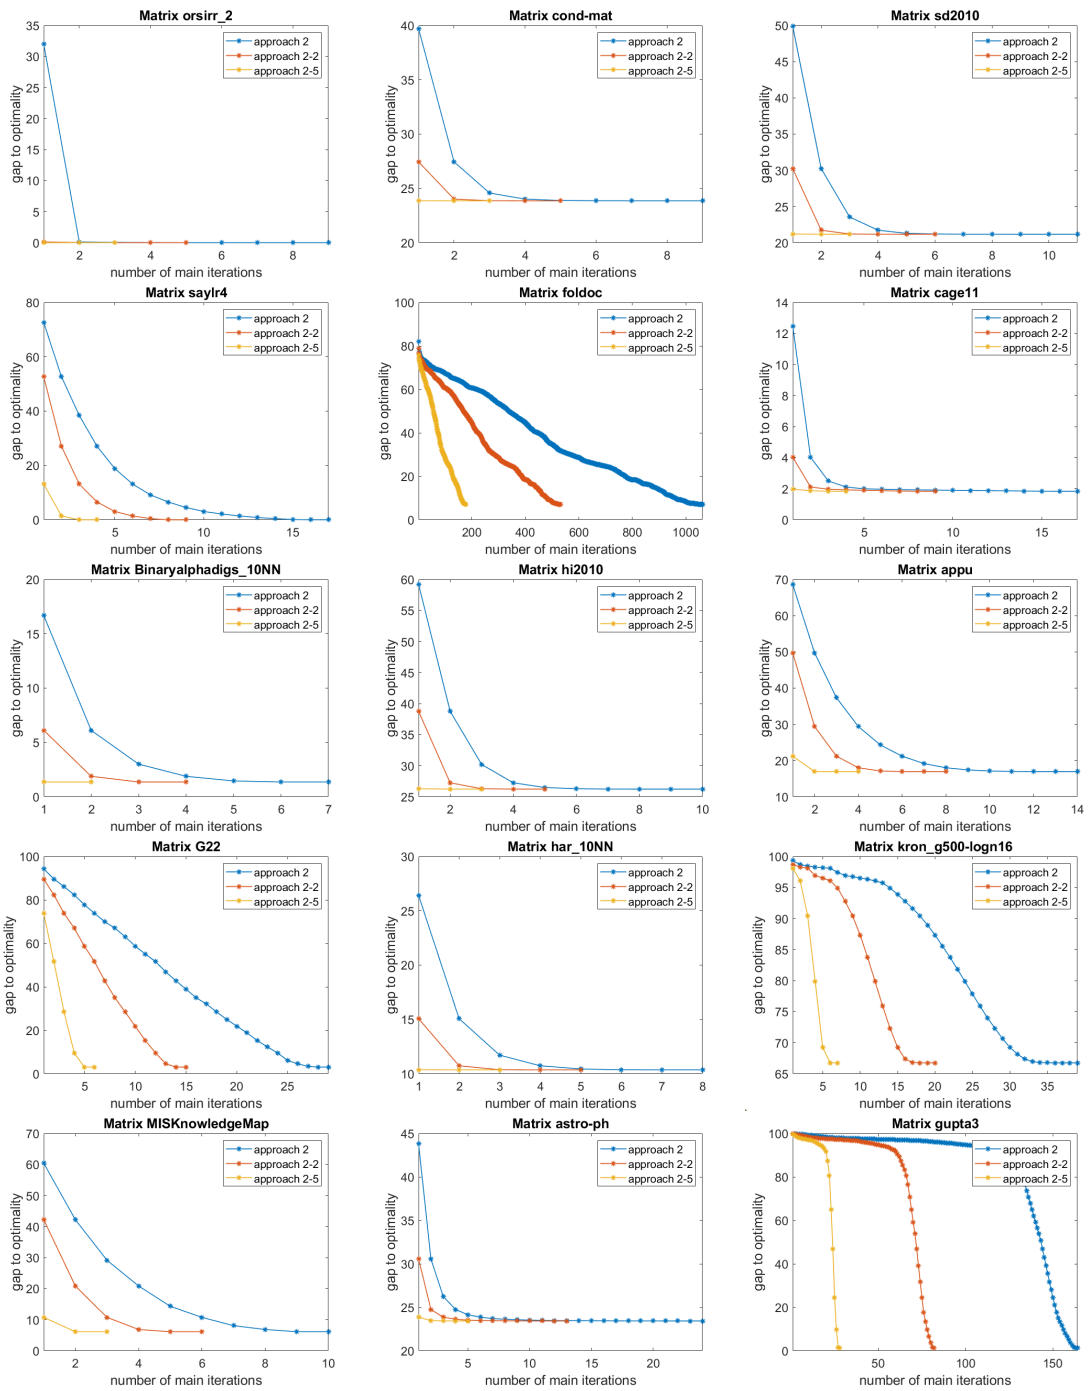 Matrix orsirr_2
gap to optimality
35
30
25
20
15
10
5
0
approach 2
approach 2-2
approach 2-5
2 4 6 8
number of main iterations
Matrix cond-mat
gap to optimality
40
35
30
25
20
approach 2
approach 2-2
approach 2-5
2 4 6 8
number of main iterations
Matrix sd2010
gap to optimality
50
45
40
35
30
25
20
approach 2
approach 2-2
approach 2-5
2 4 6 8 10
number of main iterations
Matrix saylr4
gap to optimality
80
60
40
20
0
approach 2
approach 2-2
approach 2-5
5 10 15
number of main iterations
Matrix foldoc
gap to optimality
100
80
60
40
20
0
approach 2
approach 2-2
approach 2-5
200 400 600 800 1000
number of main iterations
Matrix cage11
gap to optimality
14
12
10
8
6
4
2
0
approach 2
approach 2-2
approach 2-5
5 10 15
number of main iterations
Matrix Binaryalphadigs_10NN
gap to optimality
20
15
10
5
0
approach 2
approach 2-2
approach 2-5
1 2 3 4 5 6 7
number of main iterations
Matrix hi2010
gap to optimality
60
55
50
45
40
35
30
25
approach 2
approach 2-2
approach 2-5
2 4 6 8 10
number of main iterations
Matrix appu
gap to optimality
70
60
50
40
30
20
10
approach 2
approach 2-2
approach 2-5
2 4 6 8 10 12 14
number of main iterations
Matrix G22
gap to optimality
100
80
60
40
20
0
approach 2
approach 2-2
approach 2-5
5 10 15 20 25
number of main iterations
Matrix har_10NN
gap to optimality
30
25
20
15
10
approach 2
approach 2-2
approach 2-5
1 2 3 4 5 6 7 8
number of main iterations
Matrix kron_g500-logn16
gap to optimality
100
95
90
85
80
75
70
65
approach 2
approach 2-2
approach 2-5
5 10 15 20 25 30 35
number of main iterations
Matrix MISKnowledgeMap
gap to optimality
70
60
50
40
30
20
10
0
approach 2
approach 2-2
approach 2-5
2 4 6 8 10
number of main iterations
Matrix astro-ph
gap to optimality
45
40
35
30
25
20
approach 2
approach 2-2
approach 2-5
5 10 15 20
number of main iterations
Matrix gupta3
gap to optimality
100
80
60
40
20
0
approach 2
approach 2-2
approach 2-5
50 100 150
number of main iterations